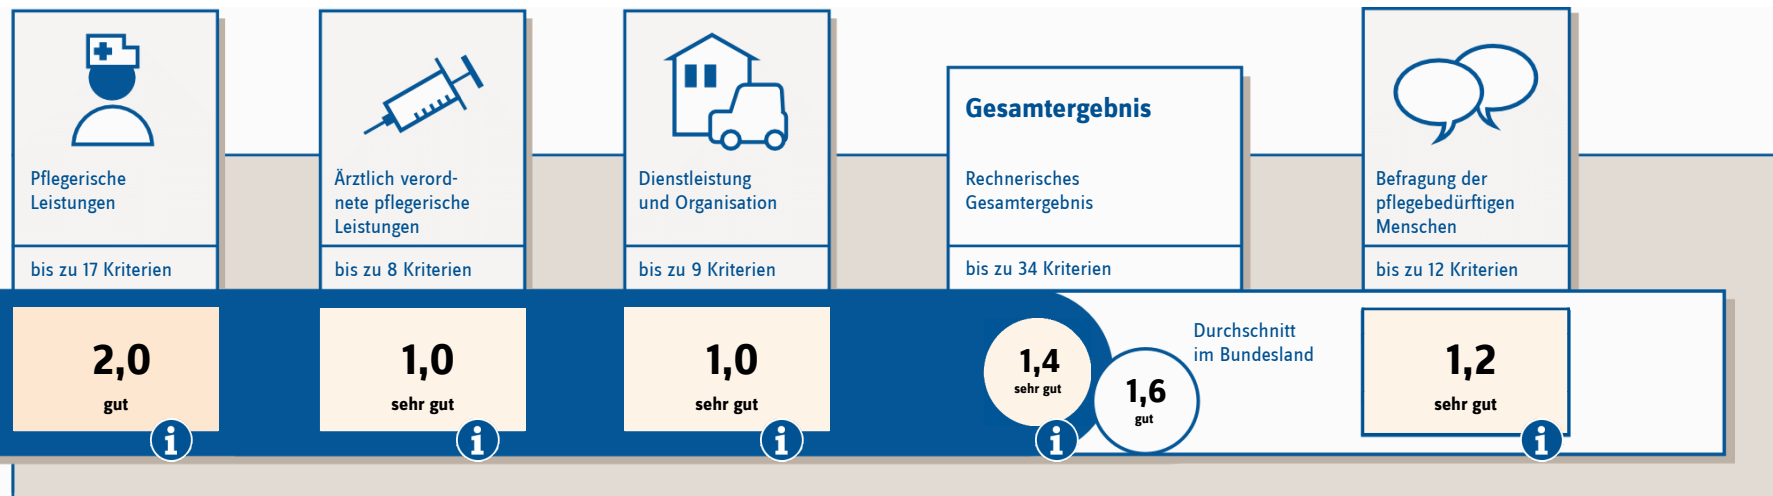 Pflegerische
Leistungen
bis zu 17 Kriterien
2,0
gut
Ärztlich verord-
nete pflegerische
Leistungen
bis zu 8 Kriterien
1,0
sehr gut
Dienstleistung
und Organisation
bis zu 9 Kriterien
1,0
sehr gut
Gesamtergebnis
Rechnerisches
Gesamtergebnis
bis zu 34 Kriterien
1,4
sehr gut
1,6
gut
Durchschnitt
im Bundesland
Befragung der
pflegebedürftigen
Menschen
bis zu 12 Kriterien
1,2
sehr gut